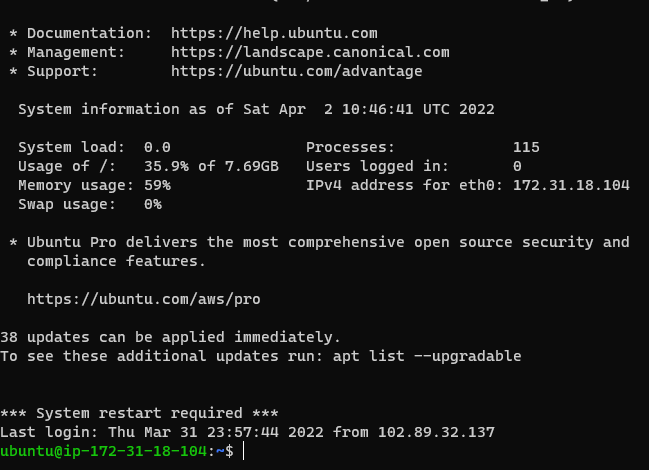 * Documentation:  https://help.ubuntu.com
* Management:     https://landscape.canonical.com
* Support:        https://ubuntu.com/advantage
System information as of Sat Apr  2 10:46:41 UTC 2022
System load:  0.0               Processes:             115
Usage of /:   35.9% of 7.69GB   Users logged in:       0
Memory usage: 59%               IPv4 address for eth0: 172.31.18.104
Swap usage:   0%
* Ubuntu Pro delivers the most comprehensive open source security and
compliance features.
https://ubuntu.com/aws/pro
38 updates can be applied immediately.
To see these additional updates run: apt list --upgradable
*** System restart required ***
Last login: Thu Mar 31 23:57:44 2022 from 102.89.32.137
ubuntu@ip-172-31-18-104:~$